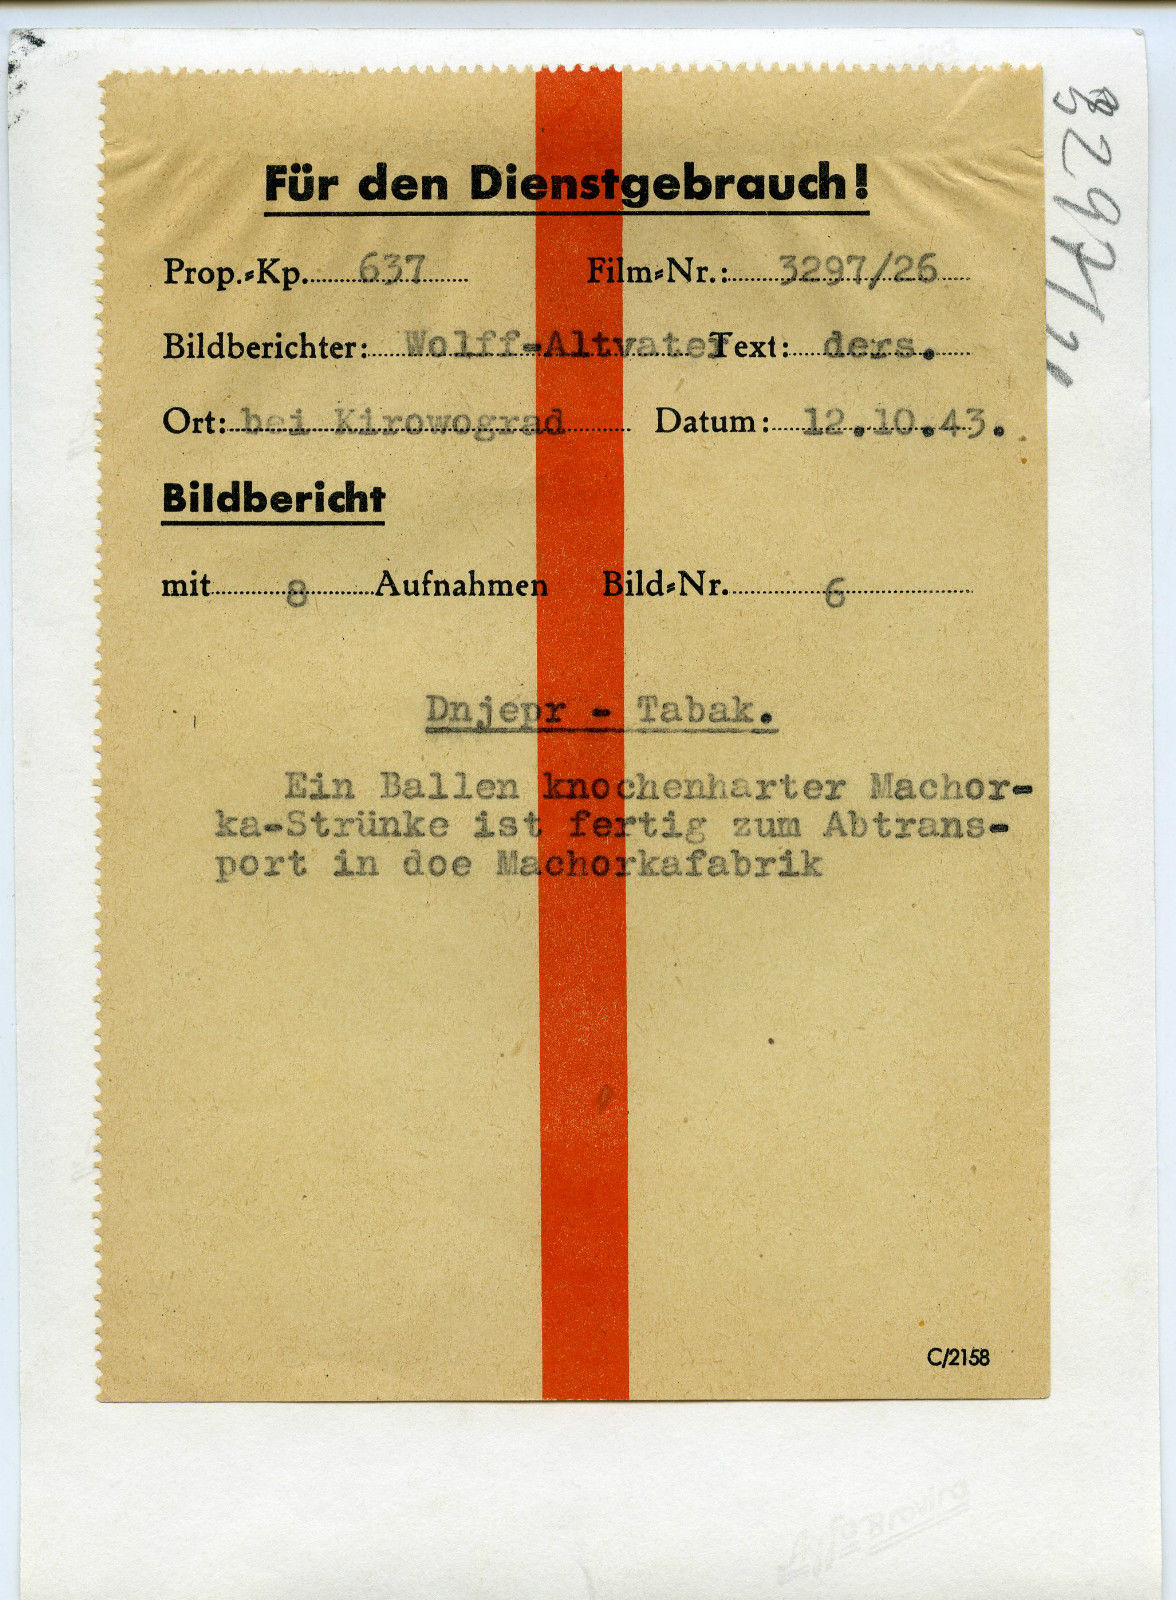 Für den Dienstgebrauch!
Prop.-Kp. 637 Film-Nr.: 3297/26
Bildberichter: Wolff-Altvater Text: ders.
Ort: bei Kirowograd Datum: 12.10.43.
Bildbericht
mit 8 Aufnahmen Bild-Nr. 6
Dnjepr - Tabak.
Ein Ballen knochenharter Machor-
ka-Strünke ist fertig zum Abtrans-
port in doe Machorkafabrik
C/2158